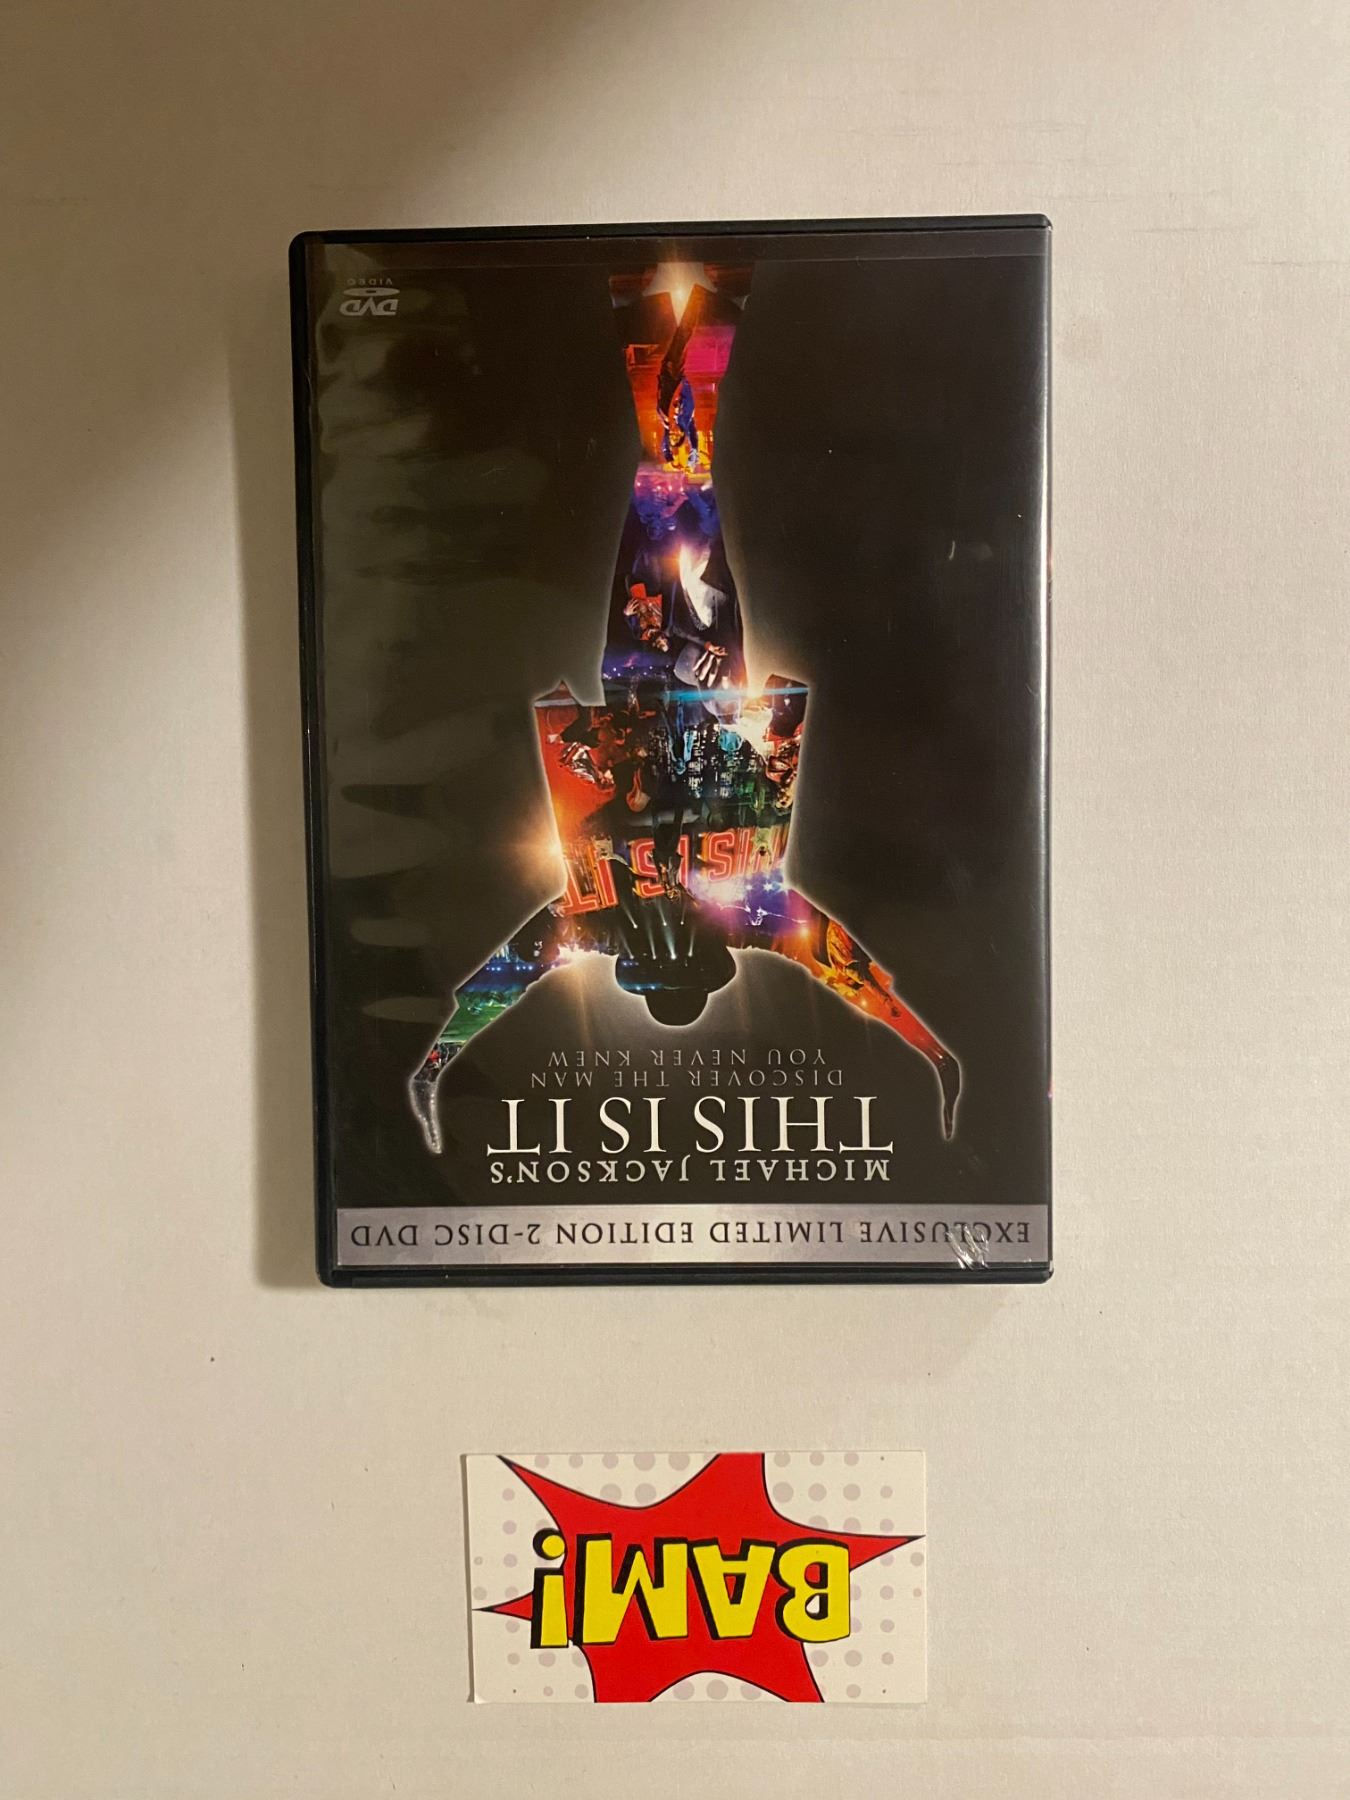 EXCLUSIVE LIMITED EDITION 2-DISC DVD
MICHAEL JACKSON'S
THIS IS IT
DISCOVER THE MAN
YOU NEVER KNEW
THIS IS IT
DVD
VIDEO
BAM!